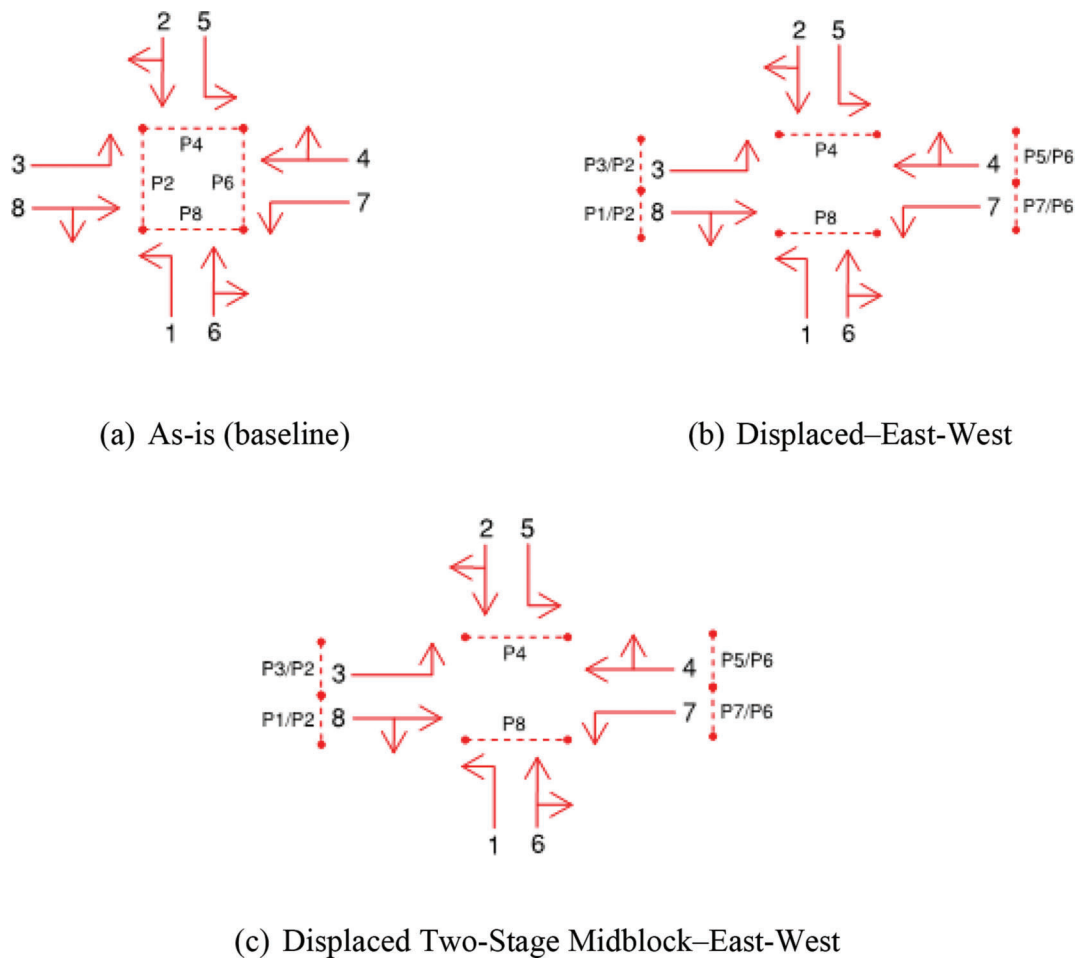 2 5
2 5
P4
3
4
P2 P6
8
7
P8
1 6
P3/P2
3
P4
4
P5/P6
P1/P2
8
7
P7/P6
P8
1 6
(a) As-is (baseline)
(b) Displaced–East-West
2 5
P3/P2
3
P4
4
P5/P6
P1/P2
8
7
P7/P6
P8
1 6
(c) Displaced Two-Stage Midblock–East-West